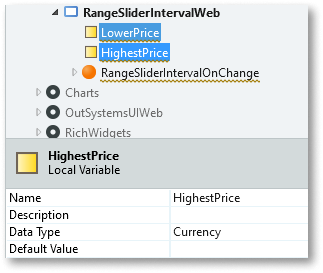 RangeSliderIntervalWeb
LowerPrice
HighestPrice
RangeSliderIntervalOnChange
Charts
OutSystemsUIWeb
RichWidgets
HighestPrice
Local Variable
Name HighestPrice
Description
Data Type Currency
Default Value